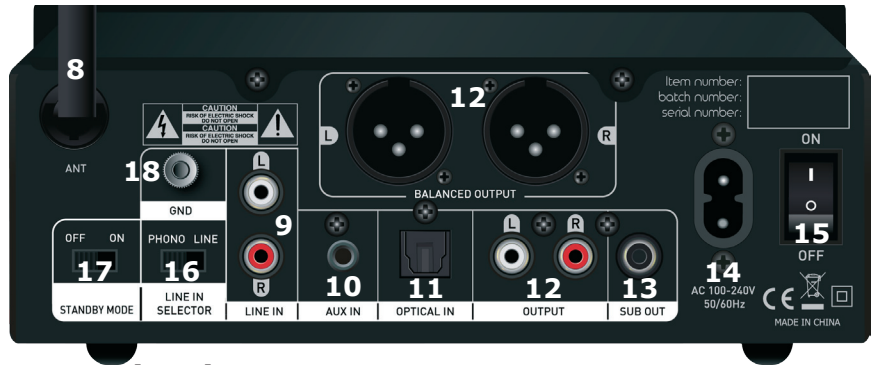 8
ANT
CAUTION
RISK OF ELECTRIC SHOCK
DO NOT OPEN
CAUTION
RISK OF ELECTRIC SHOCK
DO NOT OPEN
12
L
R
BALANCED OUTPUT
Item number:
batch number:
serial number:
ON
I
O
15
OFF
18
GND
OFF ON
17
STANDBY MODE
PHONO LINE
16
LINE IN
SELECTOR
L
9
R
LINE IN
10
AUX IN
11
OPTICAL IN
L R
12
OUTPUT
13
SUB OUT
14
AC 100-240V
50/60Hz
CE
MADE IN CHINA